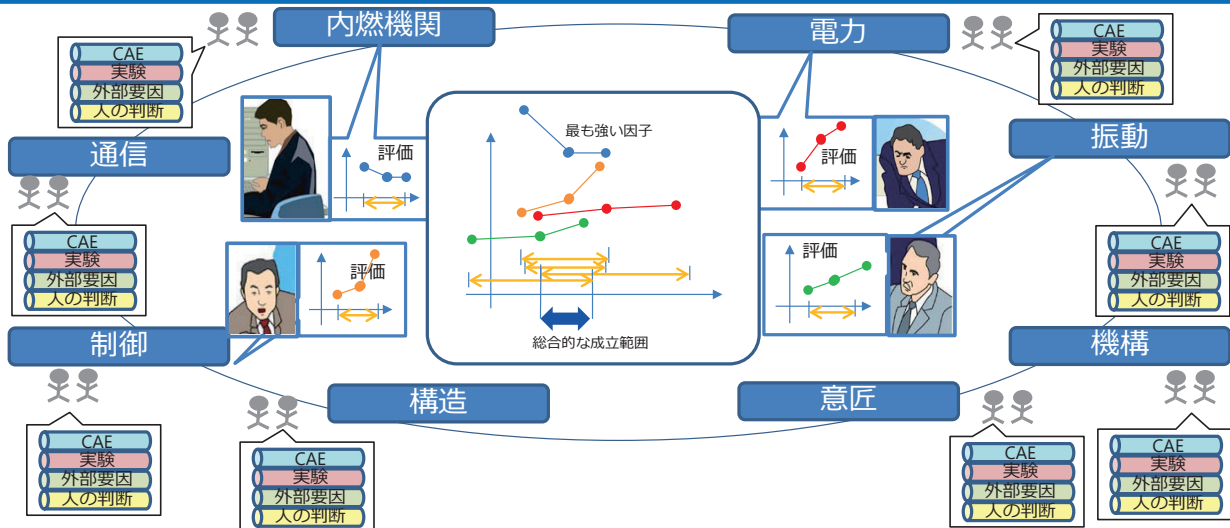 内燃機関
電力
CAE
実験
外部要因
人の判断
CAE
実験
外部要因
人の判断
通信
振動
評価
最も強い因子
評価
CAE
実験
外部要因
人の判断
評価
評価
CAE
実験
外部要因
人の判断
制御
総合的な成立範囲
機構
構造
意匠
CAE
実験
外部要因
人の判断
CAE
実験
外部要因
人の判断
CAE
実験
外部要因
人の判断
CAE
実験
外部要因
人の判断